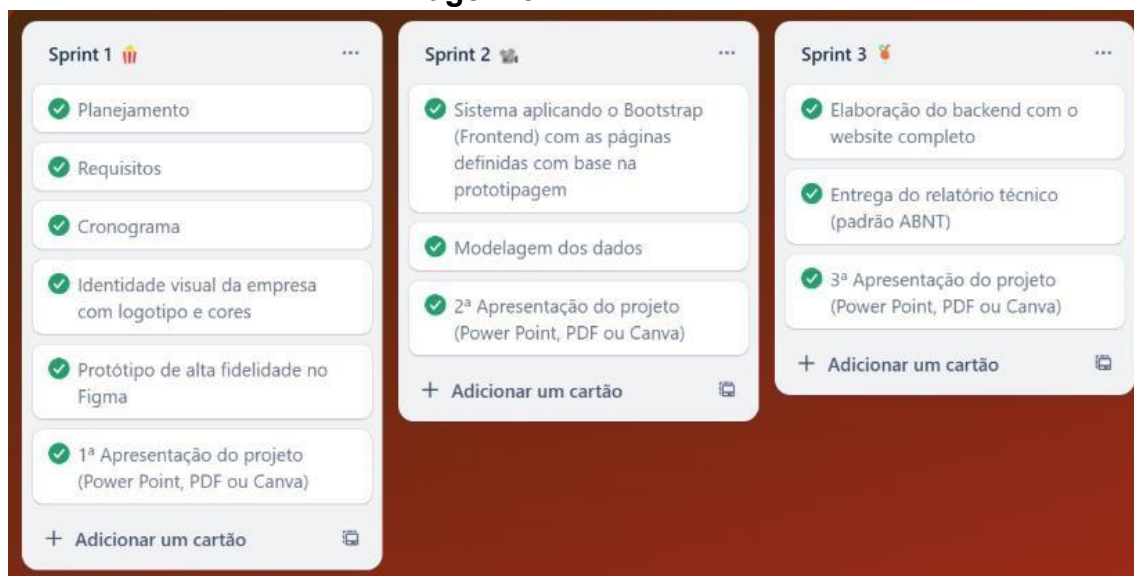 Sprint 1 🍿
Planejamento
Requisitos
Cronograma
Identidade visual da empresa
com logotipo e cores
Protótipo de alta fidelidade no
Figma
1ª Apresentação do projeto
(Power Point, PDF ou Canva)
+ Adicionar um cartão
Sprint 2 📽️
Sistema aplicando o Bootstrap
(Frontend) com as páginas
definidas com base na
prototipagem
Modelagem dos dados
2ª Apresentação do projeto
(Power Point, PDF ou Canva)
+ Adicionar um cartão
Sprint 3
Elaboração do backend com o
website completo
Entrega do relatório técnico
(padrão ABNT)
3ª Apresentação do projeto
(Power Point, PDF ou Canva)
+ Adicionar um cartão